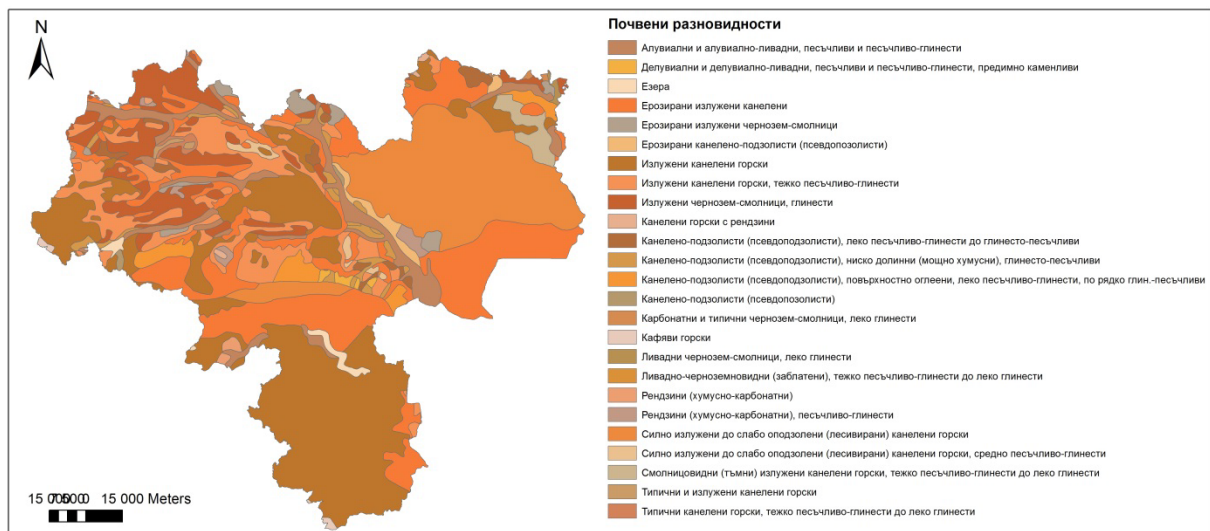 N
Почвени разновидности
Алувиални и алувиално-ливадни, песъчливи и песъчливо-глинести
Делувиални и делувиално-ливадни, песъчливи и песъчливо-глинести, предимно каменливи
Езера
Ерозирани излужени канелени
Ерозирани излужени чернозем-смолници
Ерозирани канелено-подзолисти (псевдопозолисти)
Излужени канелени горски
Излужени канелени горски, тежко песъчливо-глинести
Излужени чернозем-смолници, глинести
Канелени горски с рендзини
Канелено-подзолисти (псевдоподзолисти), леко песъчливо-глинести до глинесто-песъчливи
Канелено-подзолисти (псевдоподзолисти), ниско долинни (мощно хумусни), глинесто-песъчливи
Канелено-подзолисти (псевдоподзолисти), повърхностно оглеени, леко песъчливо-глинести, по рядко глин.-песъчливи
Канелено-подзолисти (псевдопозолисти)
Карбонатни и типични чернозем-смолници, леко глинести
Кафяви горски
Ливадни чернозем-смолници, леко глинести
Ливадно-черноземновидни (заблатени), тежко песъчливо-глинести до леко глинести
Рендзини (хумусно-карбонатни)
Рендзини (хумусно-карбонатни), песъчливо-глинести
Силно излужени до слабо оподзолени (лесивирани) канелени горски
Силно излужени до слабо оподзолени (лесивирани) канелени горски, средно песъчливо-глинести
Смолницовидни (тъмни) излужени канелени горски, тежко песъчливо-глинести до леко глинести
Типични и излужени канелени горски
Типични канелени горски, тежко песъчливо-глинести до леко глинести
15 000 Meters